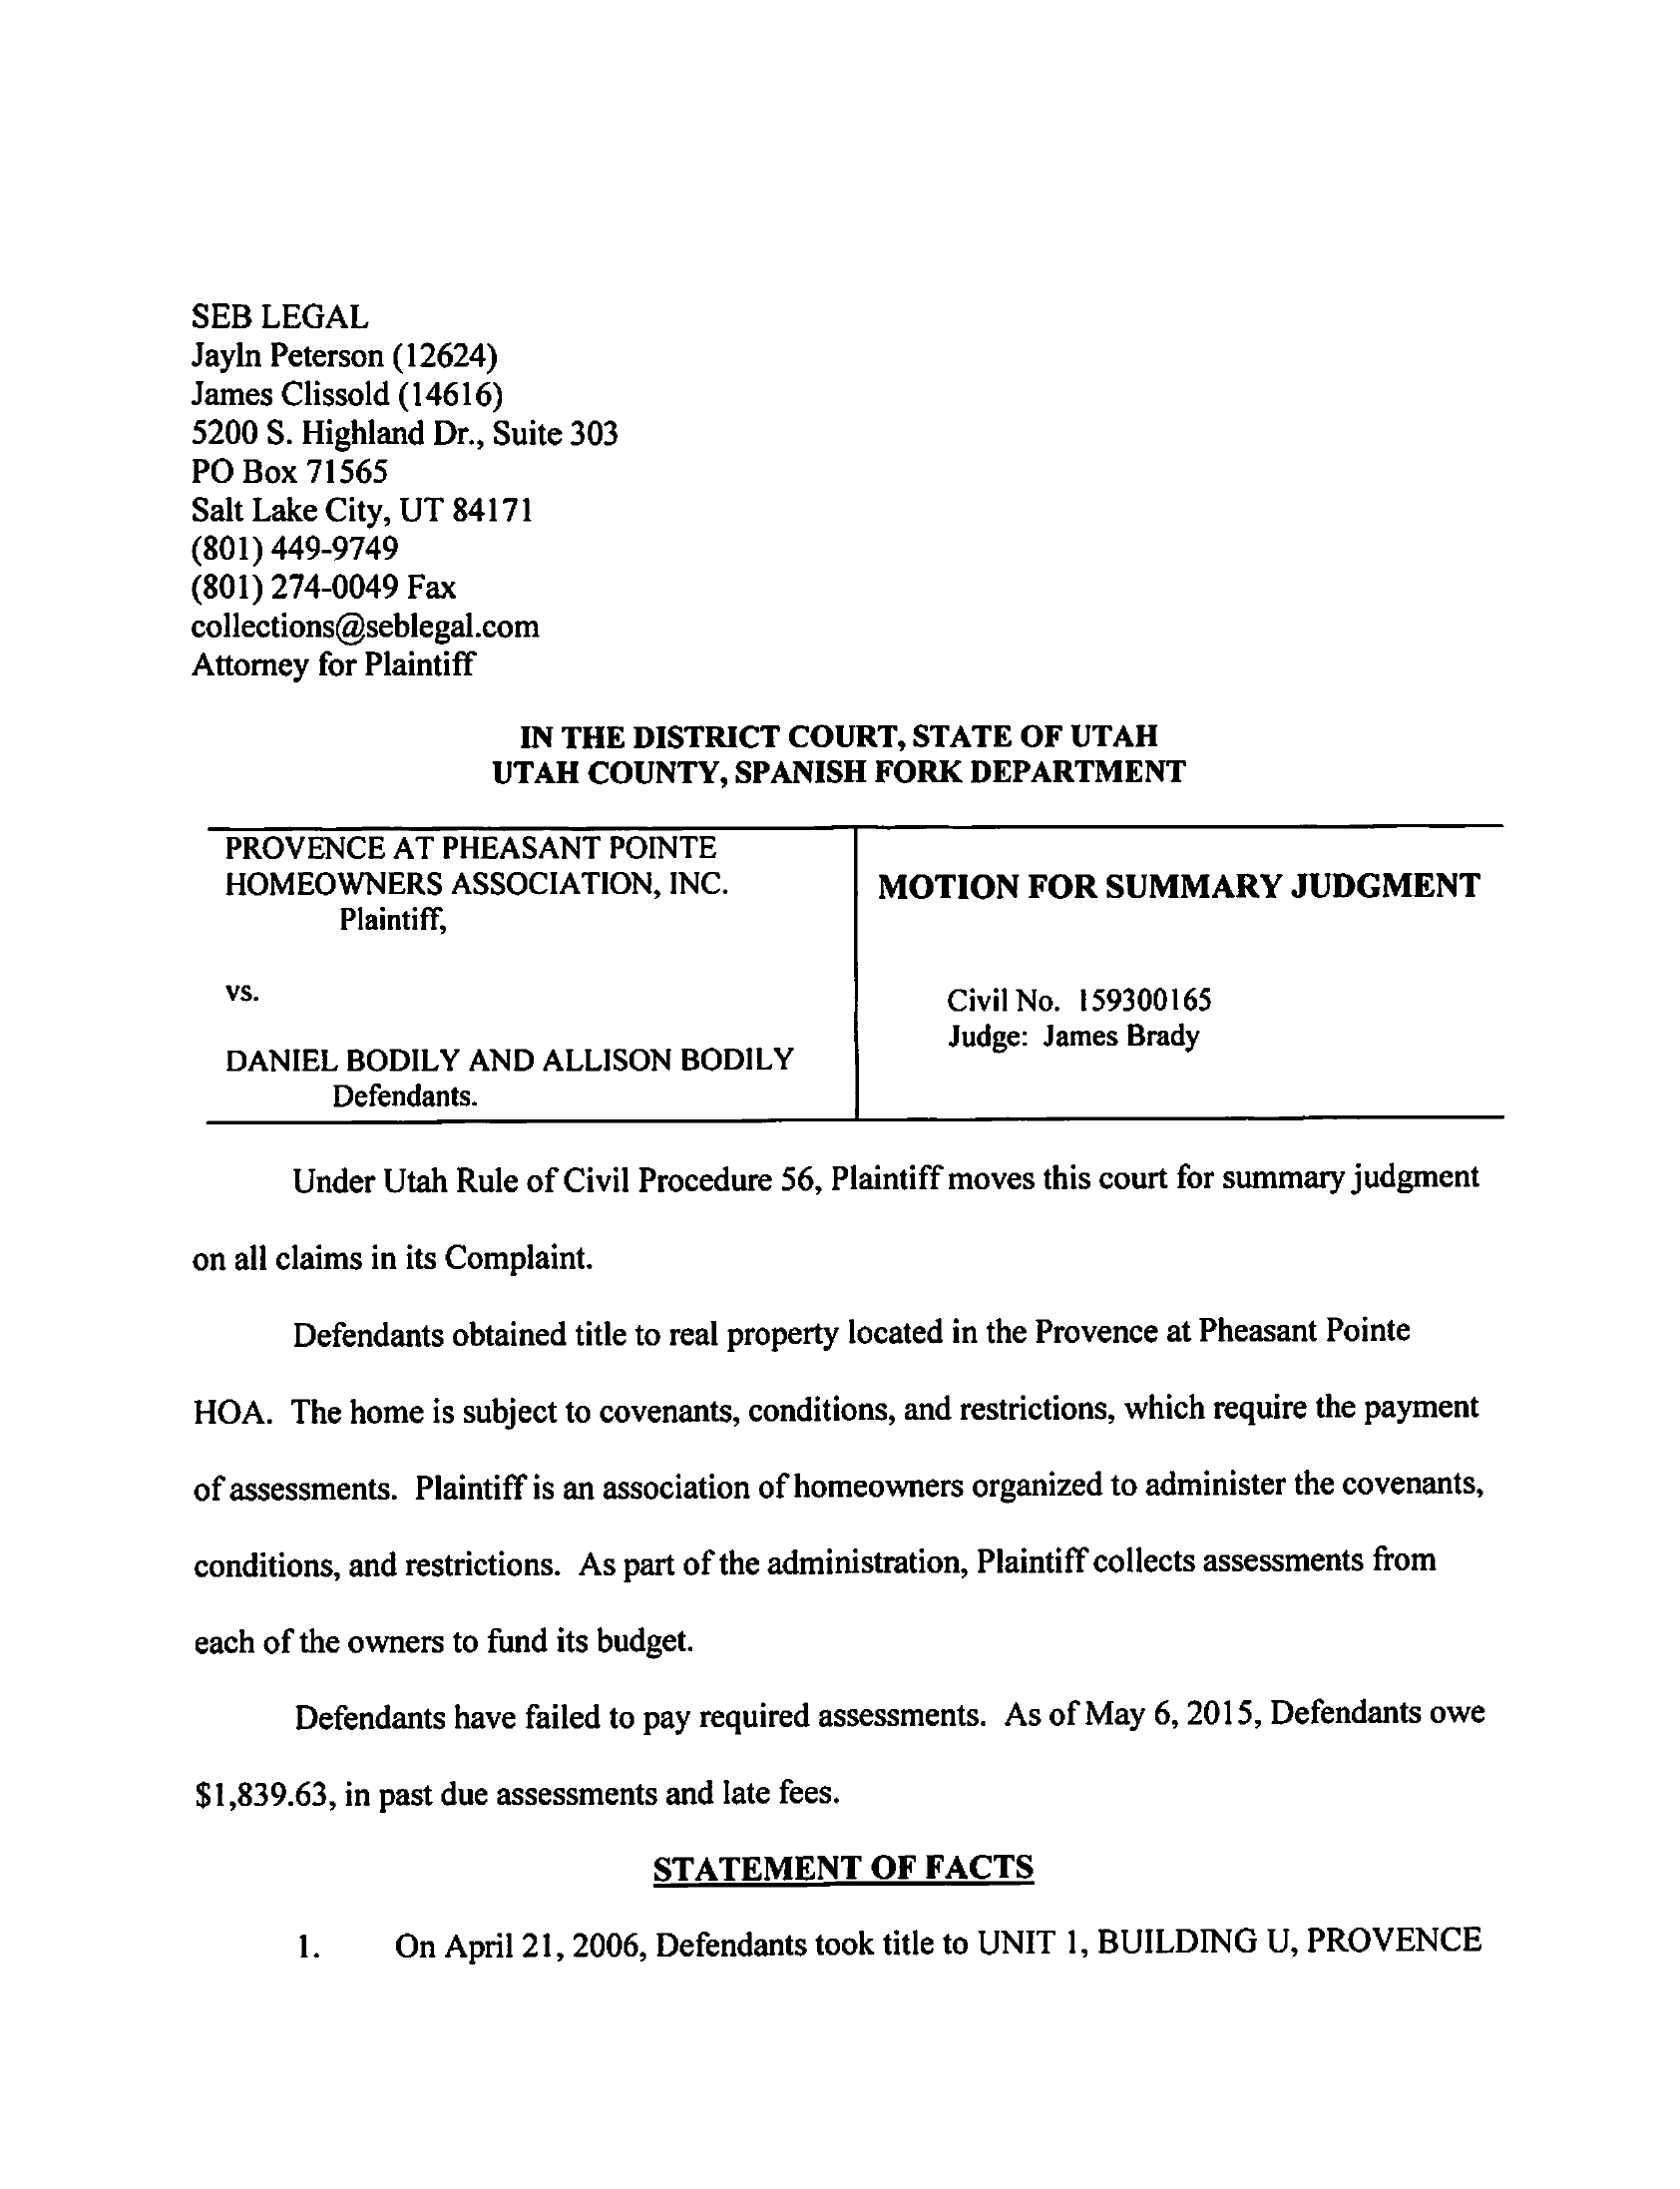 SEB LEGAL
Jayln Peterson (12624)
James Clissold (14616)
5200 S. Highland Dr., Suite 303
PO Box 71565
Salt Lake City, UT 84171
(801) 449-9749
(801) 274-0049 Fax
collections@seblegal.com
Attorney for Plaintiff
IN THE DISTRICT COURT, STATE OF UTAH
UTAH COUNTY, SPANISH FORK DEPARTMENT
PROVENCE AT PHEASANT POINTE
HOMEOWNERS ASSOCIATION, INC.
Plaintiff,
vs.
DANIEL BODILY AND ALLISON BODILY
Defendants.
MOTION FOR SUMMARY JUDGMENT
Civil No. 159300165
Judge: James Brady
Under Utah Rule of Civil Procedure 56, Plaintiff moves this court for summary judgment
on all claims in its Complaint.
Defendants obtained title to real property located in the Provence at Pheasant Pointe
HOA. The home is subject to covenants, conditions, and restrictions, which require the payment
of assessments. Plaintiff is an association of homeowners organized to administer the covenants,
conditions, and restrictions. As part of the administration, Plaintiff collects assessments from
each of the owners to fund its budget.
Defendants have failed to pay required assessments. As of May 6, 2015, Defendants owe
$1,839.63, in past due assessments and late fees.
STATEMENT OF FACTS
1. On April 21, 2006, Defendants took title to UNIT 1, BUILDING U, PROVENCE